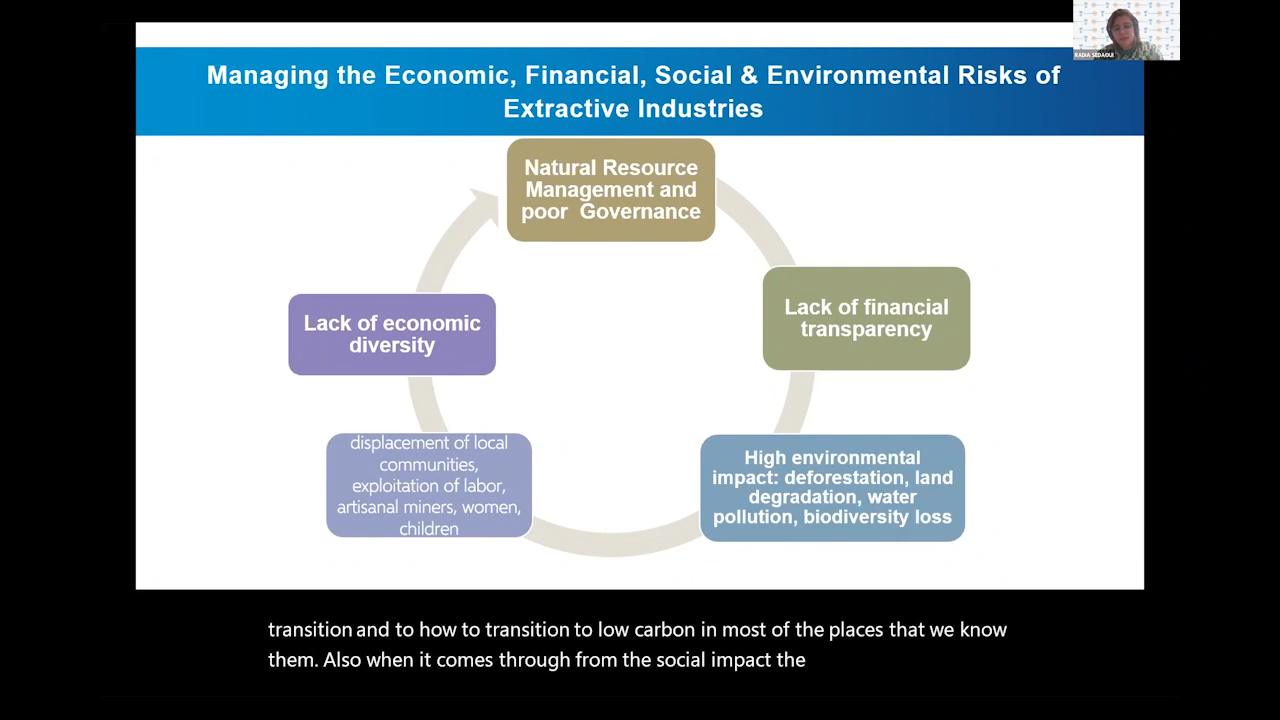 Managing the Economic, Financial, Social & Environmental Risks of
Extractive Industries
Natural Resource
Management and
poor Governance
Lack of financial
transparency
High environmental
impact: deforestation, land
degradation, water
pollution, biodiversity loss
displacement of local
communities,
exploitation of labor,
artisanal miners, women,
children
Lack of economic
diversity
RADIA SEDAOUI
transition and to how to transition to low carbon in most of the places that we know
them. Also when it comes through from the social impact the